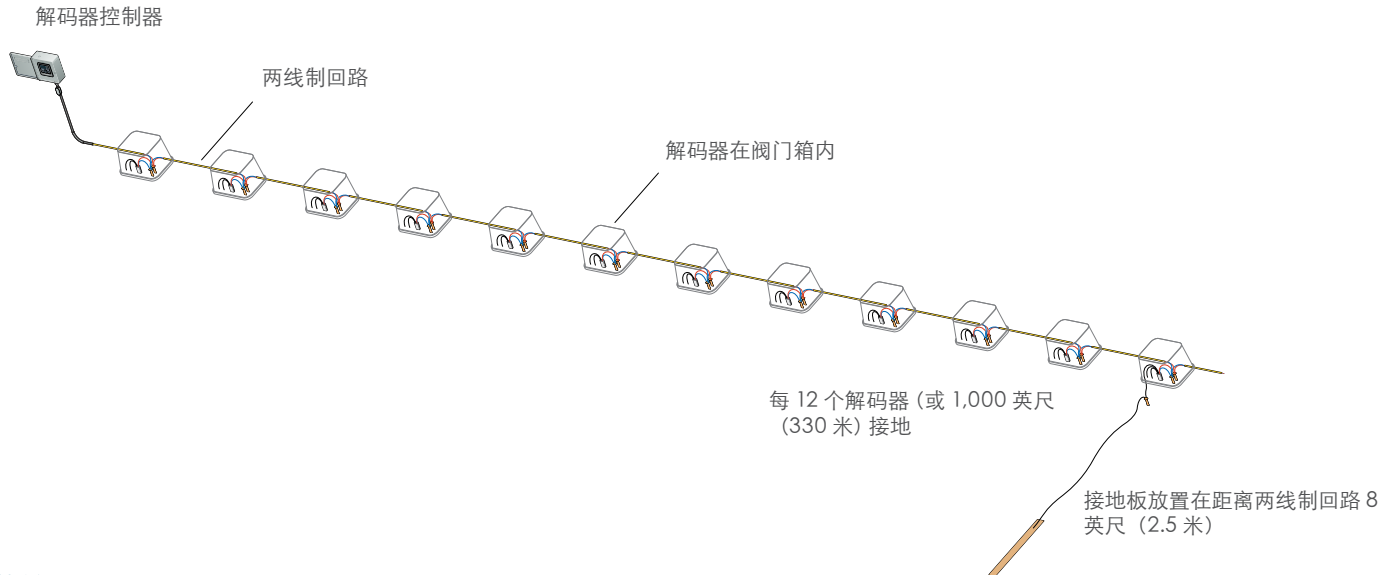 解码器控制器
两线制回路
解码器在阀门箱内
每 12 个解码器 (或 1,000 英尺
(330 米) 接地
接地板放置在距离两线制回路 8
英尺 (2.5 米)